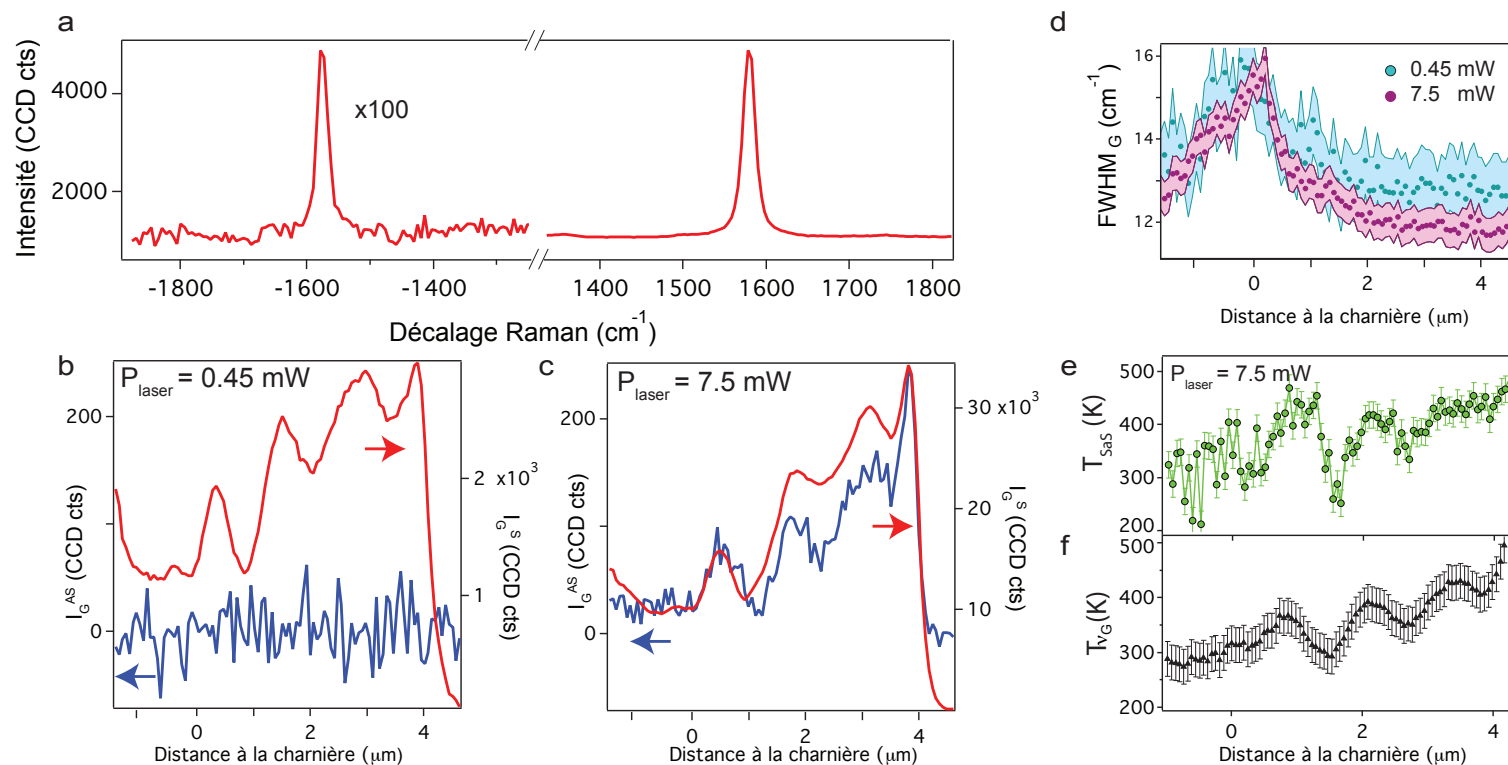 a
Intensité (CCD cts)
4000
2000
x100
-1800
-1600
-1400
1400
1500
1600
1700
1800
Décalage Raman (cm-1)
b
Plaser = 0.45 mW
200
0
I G AS (CCD cts)
2 x10³
1
I G S (CCD cts)
0
2
4
Distance à la charnière (μm)
c
Plaser = 7.5 mW
200
0
I G AS (CCD cts)
30 x10³
20
10
I G S (CCD cts)
0
2
4
Distance à la charnière (μm)
d
16
14
12
FWHM G (cm-1)
0.45 mW
7.5 mW
0
2
4
Distance à la charnière (μm)
e
Plaser = 7.5 mW
500
400
300
200
TSaS (K)
f
500
400
300
200
TνG(K)
0
2
4
Distance à la charnière (μm)